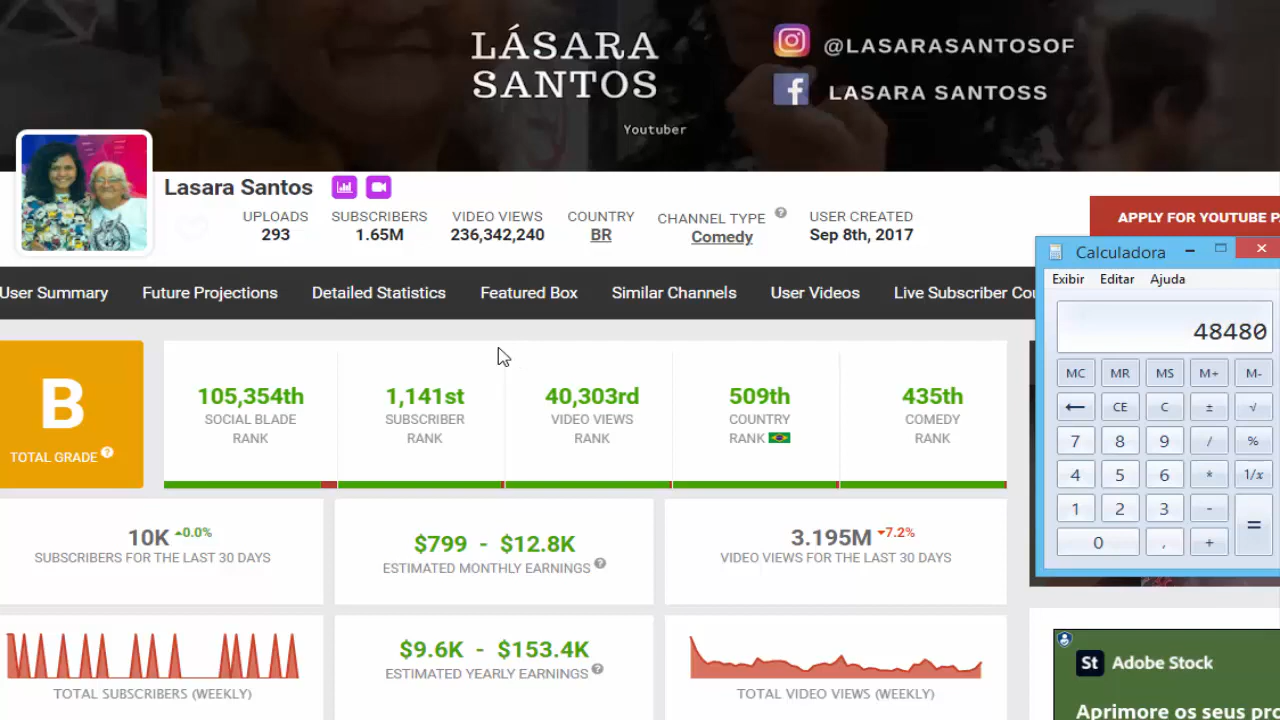 LÁSARA
SANTOS
Youtuber
@LASARASANTOSOF
LASARA SANTOSS
Lasara Santos
UPLOADS
293
SUBSCRIBERS
1.65M
VIDEO VIEWS
236,342,240
COUNTRY
BR
CHANNEL TYPE ?
Comedy
USER CREATED
Sep 8th, 2017
APPLY FOR YOUTUBE P
User Summary Future Projections Detailed Statistics Featured Box Similar Channels User Videos Live Subscriber Cou
B
TOTAL GRADE ?
105,354th
SOCIAL BLADE
RANK
1,141st
SUBSCRIBER
RANK
40,303rd
VIDEO VIEWS
RANK
509th
COUNTRY
RANK
435th
COMEDY
RANK
10K 0.0%
SUBSCRIBERS FOR THE LAST 30 DAYS
$799 - $12.8K
ESTIMATED MONTHLY EARNINGS ?
3.195M 7.2%
VIDEO VIEWS FOR THE LAST 30 DAYS
TOTAL SUBSCRIBERS (WEEKLY)
$9.6K - $153.4K
ESTIMATED YEARLY EARNINGS ?
TOTAL VIDEO VIEWS (WEEKLY)
Calculadora
Exibir Editar Ajuda
48480
MC MR MS M+ M-
← CE C ± √
7 8 9 / %
4 5 6 * 1/x
1 2 3 - =
0 , +
St Adobe Stock
Aprimore os seus pro